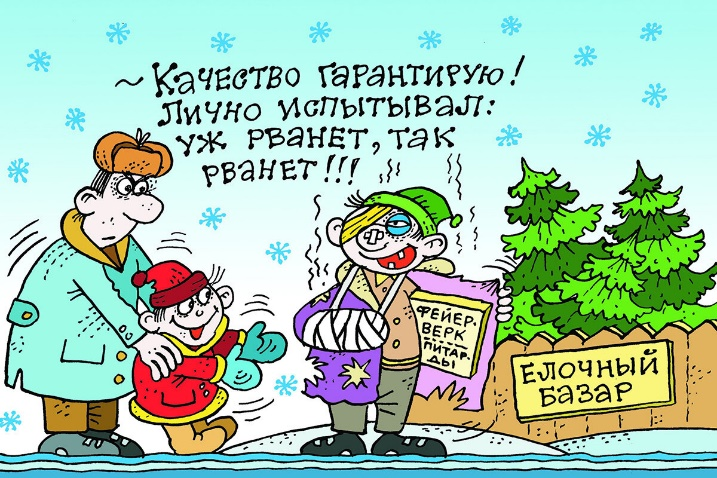 ~ Качество гарантирую!
Лично испытывал:
уж рванет, так
рванет!!!
ФЕЙЕР-
ВЕРК
ПИТАР-
ДЫ
ЕЛОЧНЫЙ
БАЗАР